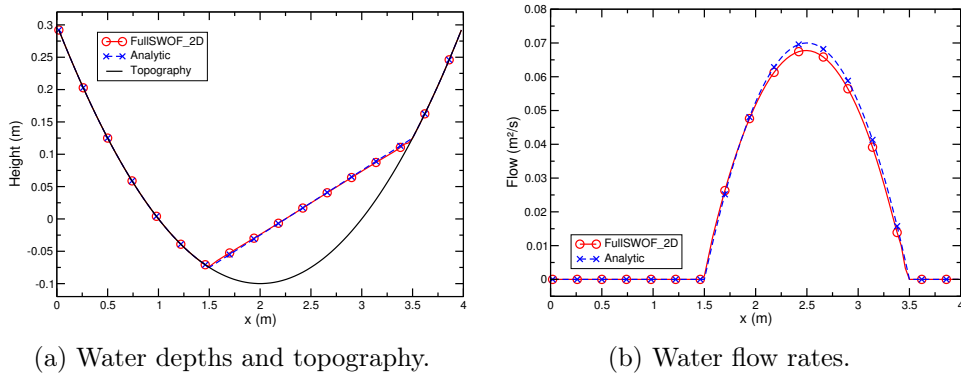 0.3
0.25
0.2
0.15
0.1
0.05
0
-0.05
-0.1
Height (m)
FullSWOF_2D
Analytic
Topography
0 0.5 1 1.5 2 2.5 3 3.5 4
x (m)
(a) Water depths and topography.
0.08
0.07
0.06
0.05
0.04
0.03
0.02
0.01
0
Flow (m²/s)
FullSWOF_2D
Analytic
0 0.5 1 1.5 2 2.5 3 3.5 4
x (m)
(b) Water flow rates.